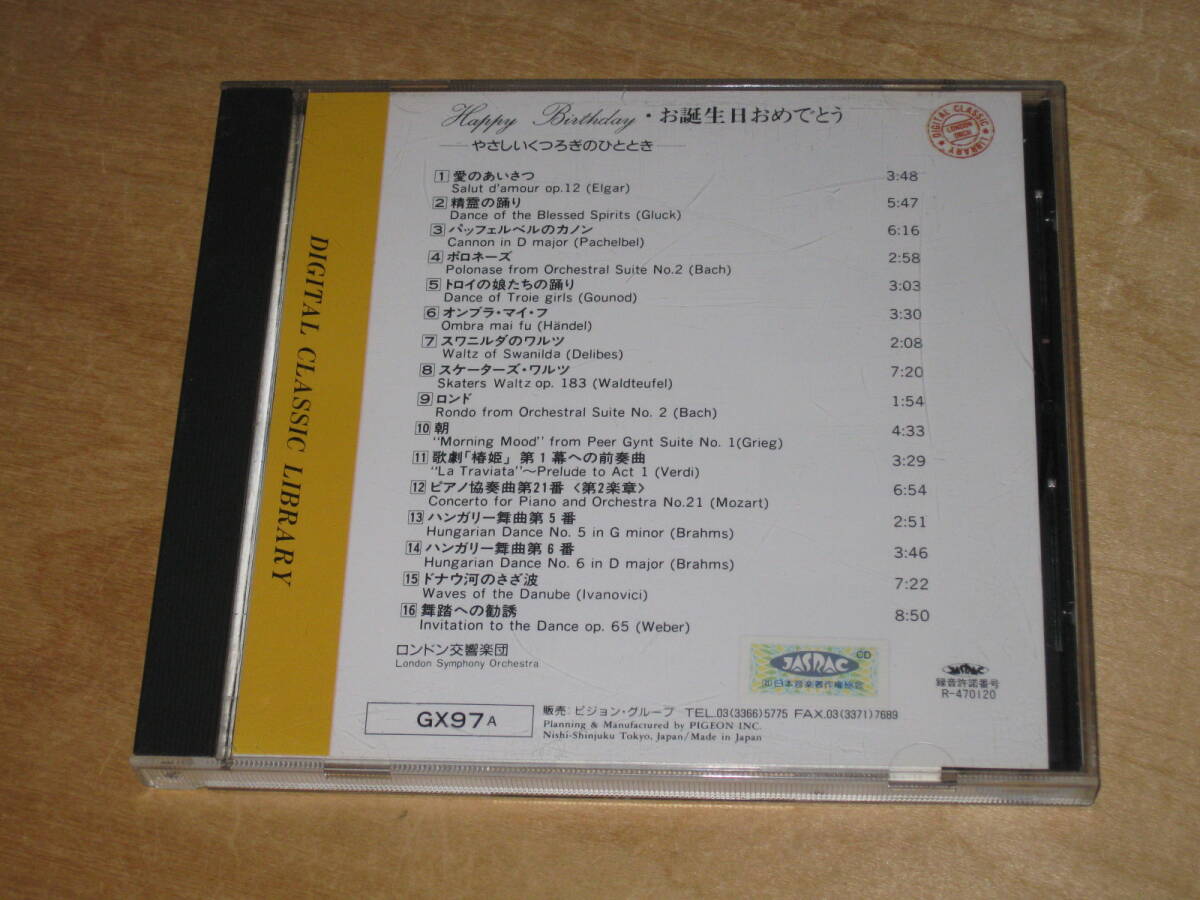 Happy Birthday・お誕生日おめでとう
やさしいくつろぎのひととき
DIGITAL CLASSIC LIBRARY
LONDON ORCH
1 愛のあいさつ 3:48
Salut d'amour op.12 (Elgar)
2 精霊の踊り 5:47
Dance of the Blessed Spirits (Gluck)
3 パッフェルベルのカノン 6:16
Cannon in D major (Pachelbel)
4 ポロネーズ 2:58
Polonase from Orchestral Suite No.2 (Bach)
5 トロイの娘たちの踊り 3:03
Dance of Troie girls (Gounod)
6 オンブラ・マイ・フ 3:30
Ombra mai fu (Händel)
7 スワニルダのワルツ 2:08
Waltz of Swanilda (Delibes)
8 スケーターズ・ワルツ 7:20
Skaters Waltz op. 183 (Waldteufel)
9 ロンド 1:54
Rondo from Orchestral Suite No. 2 (Bach)
10 朝 4:33
"Morning Mood" from Peer Gynt Suite No. 1(Grieg)
11 歌劇「椿姫」第1幕への前奏曲 3:29
"La Traviata"〜Prelude to Act 1 (Verdi)
12 ピアノ協奏曲第21番〈第2楽章〉 6:54
Concerto for Piano and Orchestra No.21 (Mozart)
13 ハンガリー舞曲第5番 2:51
Hungarian Dance No. 5 in G minor (Brahms)
14 ハンガリー舞曲第6番 3:46
Hungarian Dance No. 6 in D major (Brahms)
15 ドナウ河のさざ波 7:22
Waves of the Danube (Ivanovici)
16 舞踏への勧誘 8:50
Invitation to the Dance op. 65 (Weber)
ロンドン交響楽団
London Symphony Orchestra
JASRAC CD
(社)日本音楽著作権協会
JASRAC
録音許諾番号
R-470120
GX97A
販売:ピジョン・グループ TEL.03(3366)5775 FAX.03(3371)7689
Planning & Manufactured by PIGEON INC.
Nishi-Shinjuku Tokyo, Japan/Made in Japan
DIGITAL CLASSIC LIBRARY